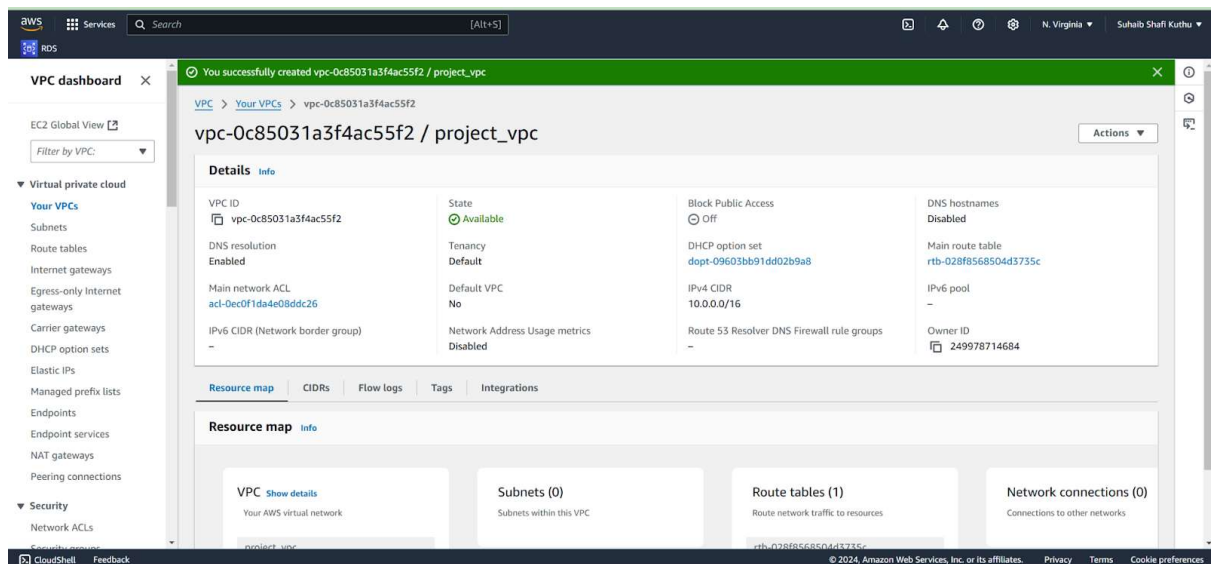 aws
Services
Search
[Alt+S]
N. Virginia
Suhaib Shafi Kuthu
RDS
VPC dashboard
EC2 Global View
Filter by VPC:
Virtual private cloud
Your VPCs
Subnets
Route tables
Internet gateways
Egress-only Internet
gateways
Carrier gateways
DHCP option sets
Elastic IPs
Managed prefix lists
Endpoints
Endpoint services
NAT gateways
Peering connections
Security
Network ACLs
Security groups
You successfully created vpc-0c85031a3f4ac55f2 / project_vpc
VPC > Your VPCs > vpc-0c85031a3f4ac55f2
vpc-0c85031a3f4ac55f2 / project_vpc
Actions
Details Info
VPC ID
vpc-0c85031a3f4ac55f2
State
Available
Block Public Access
Off
DNS hostnames
Disabled
DNS resolution
Enabled
Tenancy
Default
DHCP option set
dopt-09603bb91dd02b9a8
Main route table
rtb-028f8568504d3735c
Main network ACL
acl-0ec0f1da4e08ddc26
Default VPC
No
IPv4 CIDR
10.0.0.0/16
IPv6 pool
–
IPv6 CIDR (Network border group)
–
Network Address Usage metrics
Disabled
Route 53 Resolver DNS Firewall rule groups
–
Owner ID
249978714684
Resource map
CIDRs
Flow logs
Tags
Integrations
Resource map Info
VPC Show details
Your AWS virtual network
project_vpc
Subnets (0)
Subnets within this VPC
Route tables (1)
Route network traffic to resources
rtb-028f8568504d3735c
Network connections (0)
Connections to other networks
CloudShell
Feedback
© 2024, Amazon Web Services, Inc. or its affiliates.
Privacy
Terms
Cookie preferences